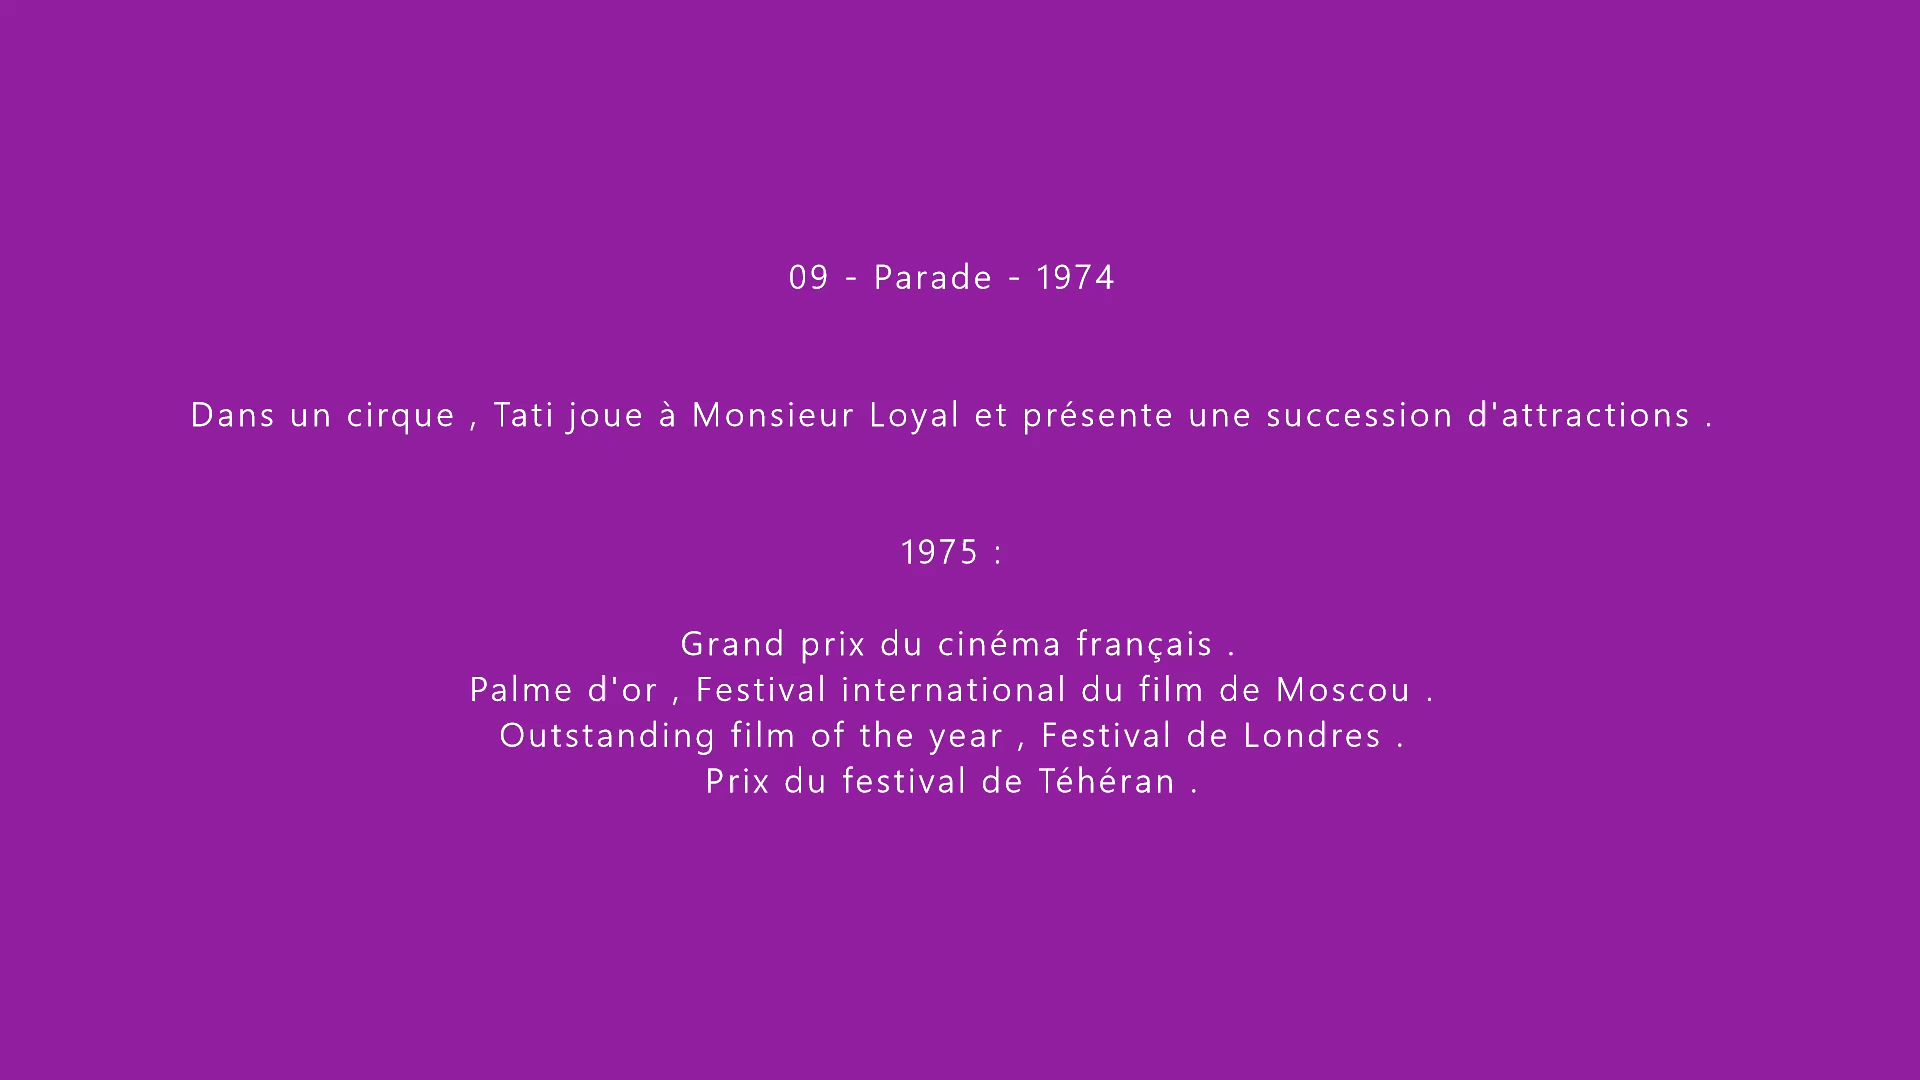 09 - Parade - 1974
Dans un cirque , Tati joue à Monsieur Loyal et présente une succession d'attractions .
1975 :
Grand prix du cinéma français .
Palme d'or , Festival international du film de Moscou .
Outstanding film of the year , Festival de Londres .
Prix du festival de Téhéran .